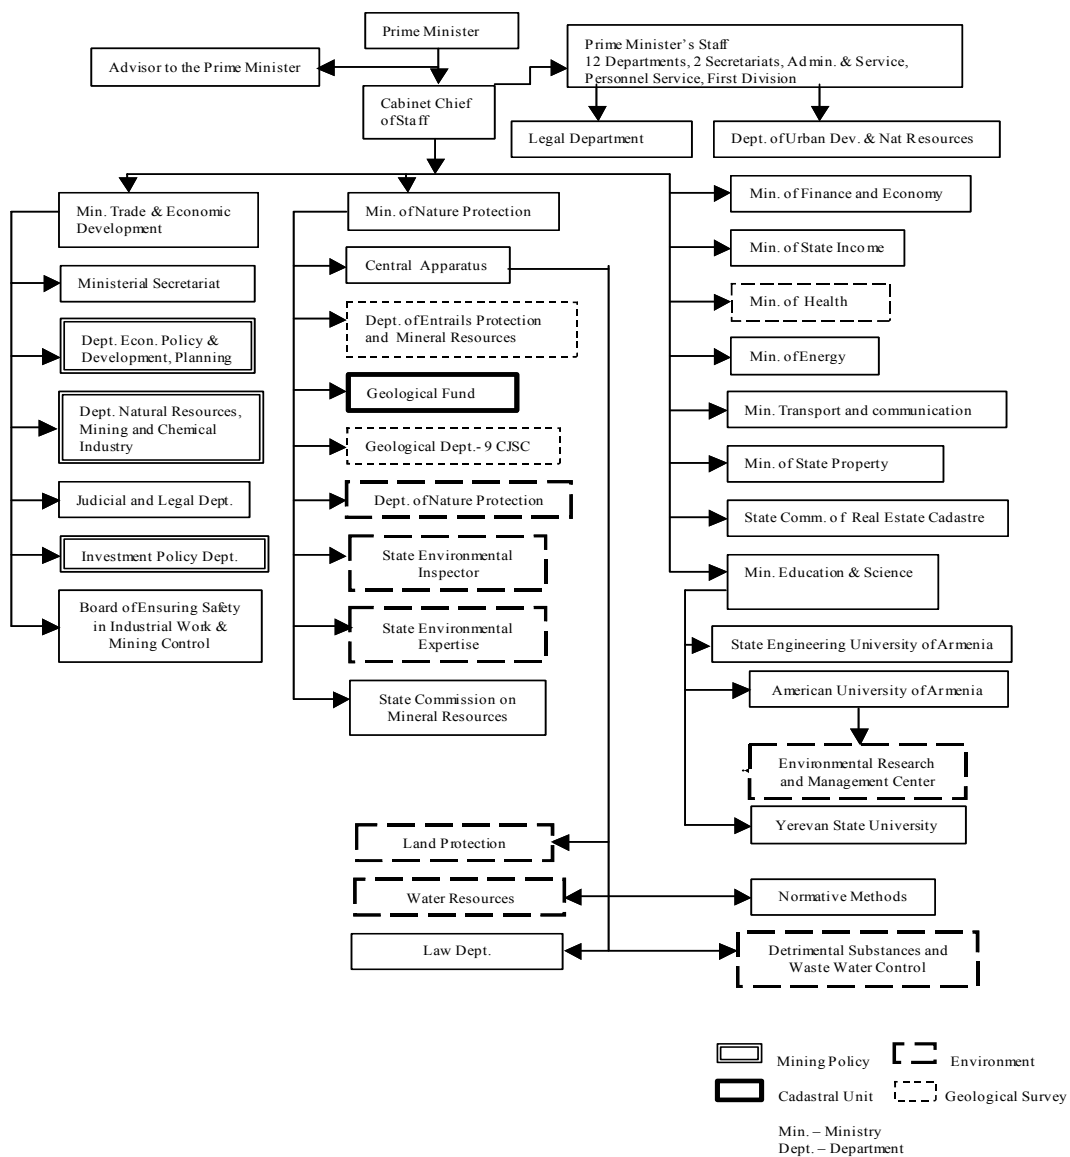 Prime Minister
Advisor to the Prime Minister
Prime Minister's Staff
12 Departments, 2 Secretariats, Admin. & Service,
Personnel Service, First Division
Cabinet Chief
of Staff
Legal Department
Dept. of Urban Dev. & Nat Resources
Min. Trade & Economic
Development
Ministerial Secretariat
Dept. Econ. Policy &
Development, Planning
Dept. Natural Resources,
Mining and Chemical
Industry
Judicial and Legal Dept.
Investment Policy Dept.
Board of Ensuring Safety
in Industrial Work &
Mining Control
Min. of Nature Protection
Central Apparatus
Dept. of Entrails Protection
and Mineral Resources
Geological Fund
Geological Dept.- 9 CJSC
Dept. of Nature Protection
State Environmental
Inspector
State Environmental
Expertise
State Commission on
Mineral Resources
Min. of Finance and Economy
Min. of State Income
Min. of Health
Min. of Energy
Min. Transport and communication
Min. of State Property
State Comm. of Real Estate Cadastre
Min. Education & Science
State Engineering University of Armenia
American University of Armenia
Environmental Research
and Management Center
Yerevan State University
Land Protection
Water Resources
Normative Methods
Law Dept.
Detrimental Substances and
Waste Water Control
Mining Policy
Environment
Cadastral Unit
Geological Survey
Min. – Ministry
Dept. – Department